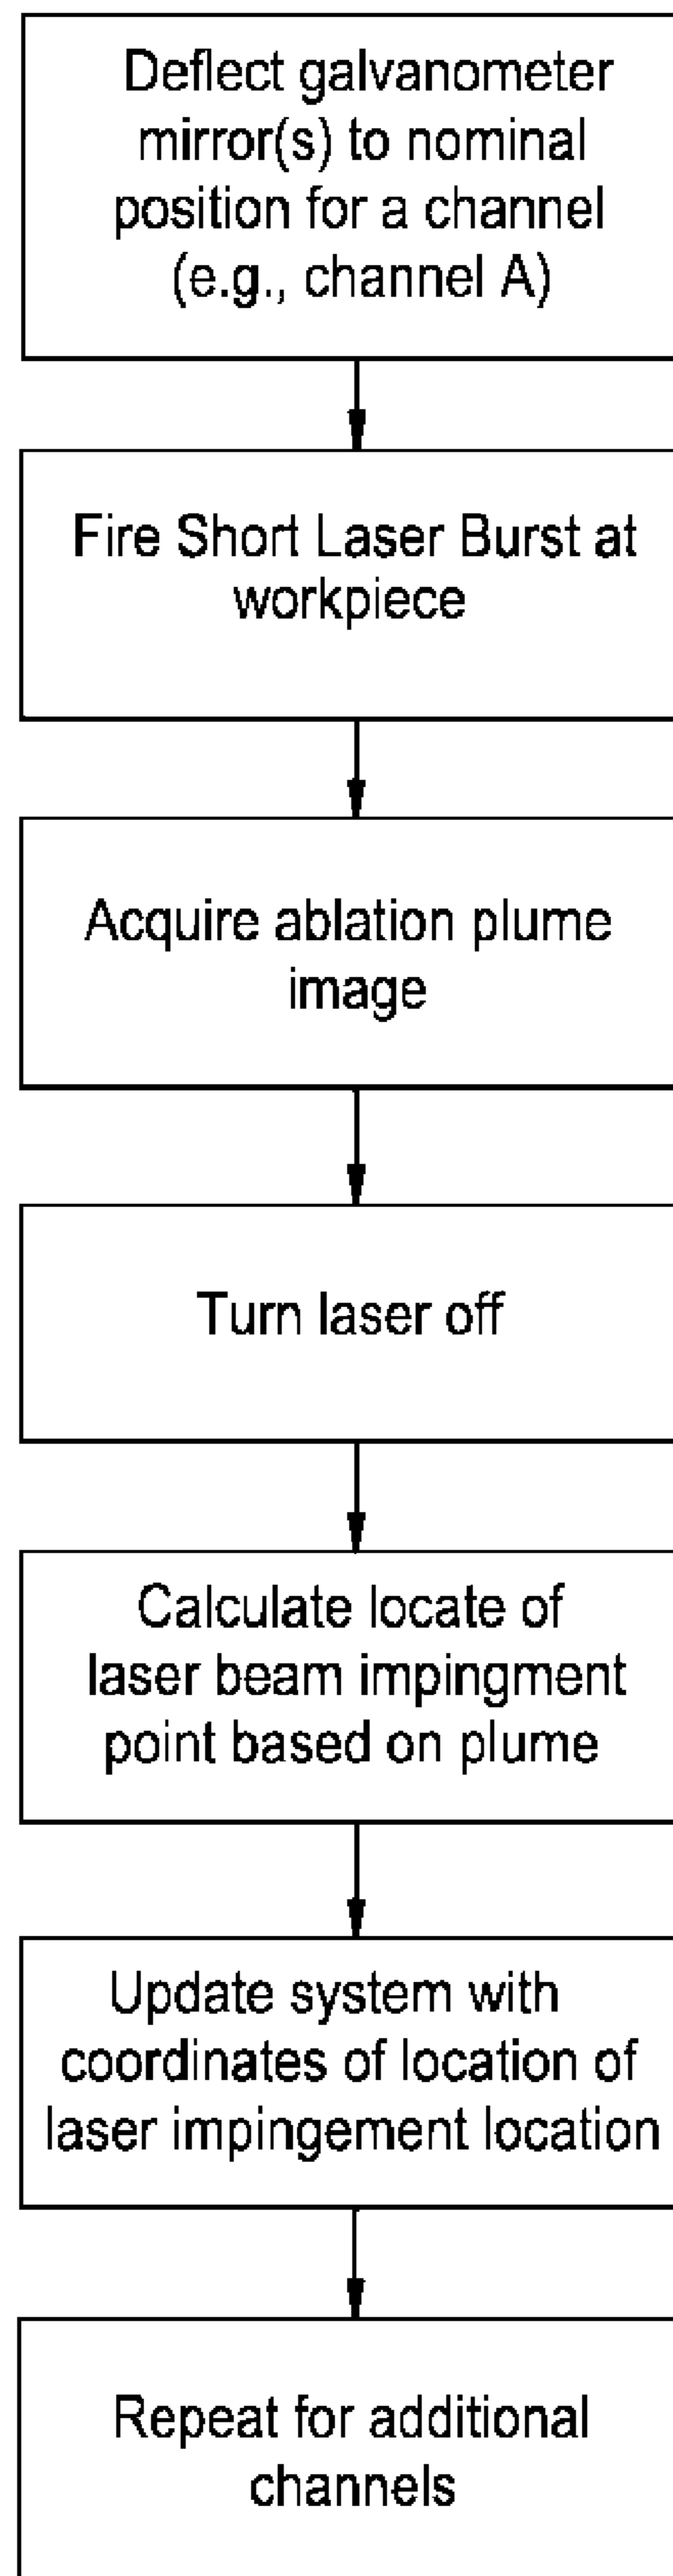 Deflect galvanometer
mirror(s) to nominal
position for a channel
(e.g., channel A)
Fire Short Laser Burst at
workpiece
Acquire ablation plume
image
Turn laser off
Calculate locate of
laser beam impingment
point based on plume
Update system with
coordinates of location of
laser impingement location
Repeat for additional
channels